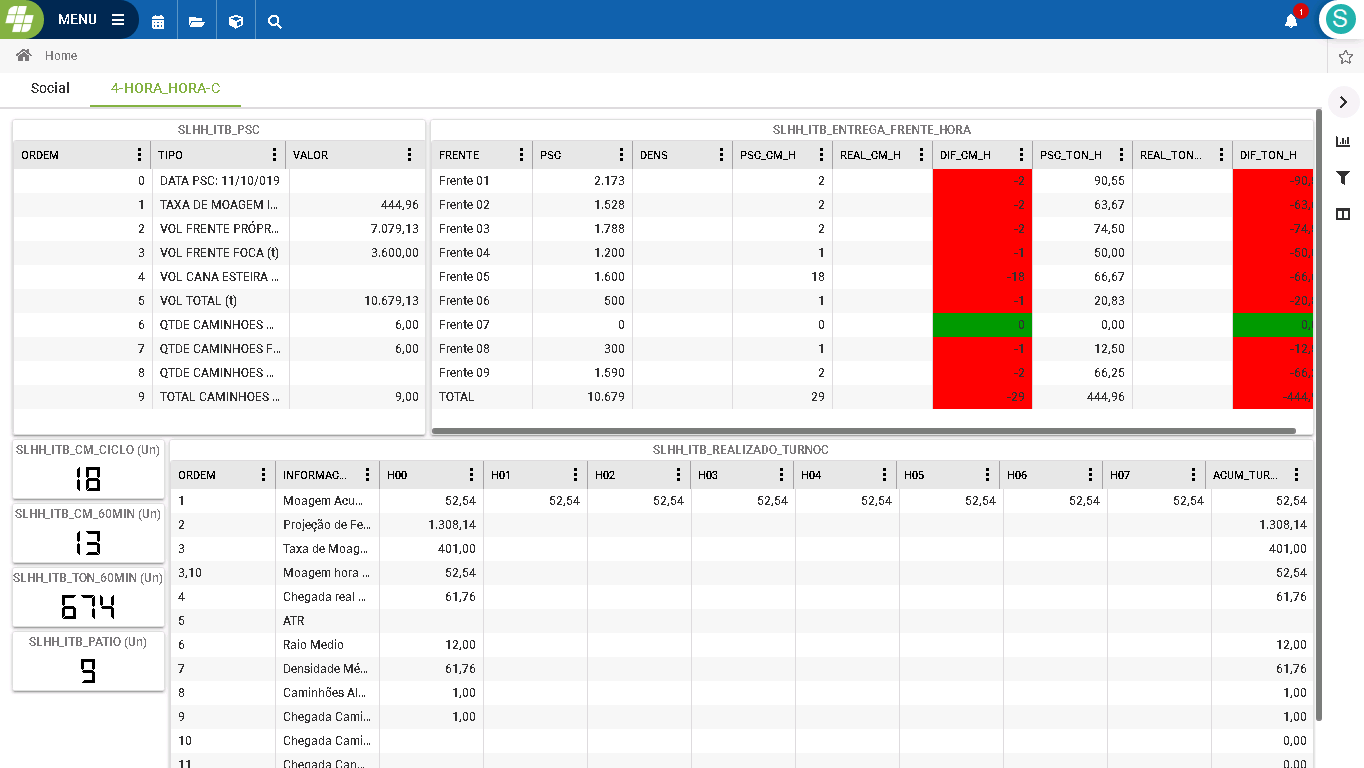 MENU
1
S
Home
Social 4-HORA_HORA-C
SLHH_ITB_PSC
ORDEM TIPO VALOR
0 DATA PSC: 11/10/019
1 TAXA DE MOAGEM I... 444,96
2 VOL FRENTE PRÓPR... 7.079,13
3 VOL FRENTE FOCA (t) 3.600,00
4 VOL CANA ESTEIRA ...
5 VOL TOTAL (t) 10.679,13
6 QTDE CAMINHOES ... 6,00
7 QTDE CAMINHOES F... 6,00
8 QTDE CAMINHOES ...
9 TOTAL CAMINHOES ... 9,00
SLHH_ITB_ENTREGA_FRENTE_HORA
FRENTE PSC DENS PSC_CM_H REAL_CM_H DIF_CM_H PSC_TON_H REAL_TON... DIF_TON_H
Frente 01 2.173 2 -2 90,55 -90,
Frente 02 1.528 2 -2 63,67 -63,
Frente 03 1.788 2 -2 74,50 -74,
Frente 04 1.200 1 -1 50,00 -50,
Frente 05 1.600 18 -18 66,67 -66,
Frente 06 500 1 -1 20,83 -20,
Frente 07 0 0 0 0,00 0,
Frente 08 300 1 -1 12,50 -12,
Frente 09 1.590 2 -2 66,25 -66,
TOTAL 10.679 29 -29 444,96 -444,
SLHH_ITB_CM_CICLO (Un)
18
SLHH_ITB_CM_60MIN (Un)
13
SLHH_ITB_TON_60MIN (Un)
674
SLHH_ITB_PATIO (Un)
9
SLHH_ITB_REALIZADO_TURNOC
ORDEM INFORMAC... H00 H01 H02 H03 H04 H05 H06 H07 AGUM_TUR...
1 Moagem Acu... 52,54 52,54 52,54 52,54 52,54 52,54 52,54 52,54 52,54
2 Projeção de Fe... 1.308,14 1.308,14
3 Taxa de Moag... 401,00 401,00
3,10 Moagem hora ... 52,54 52,54
4 Chegada real ... 61,76 61,76
5 ATR
6 Raio Medio 12,00 12,00
7 Densidade Mé... 61,76 61,76
8 Caminhões Al... 1,00 1,00
9 Chegada Cami... 1,00 1,00
10 Chegada Cami... 0,00
11 Chegada Can... 0,00